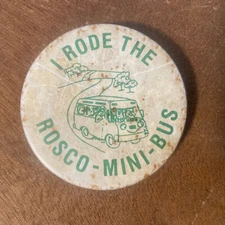 I RODE THE
ROSCO-MINI-BUS